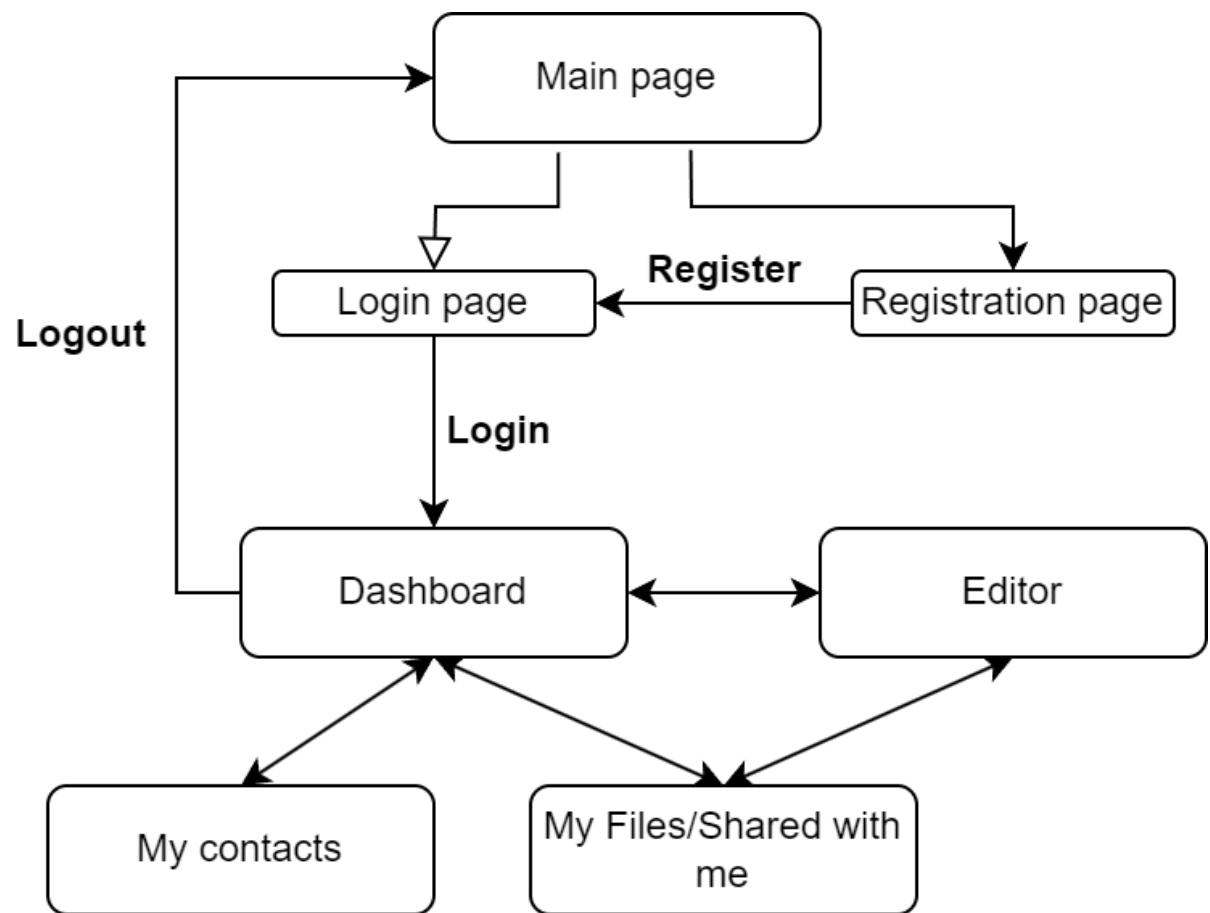 Main page
Register
Login page
Registration page
Logout
Login
Dashboard
Editor
My contacts
My Files/Shared with
me